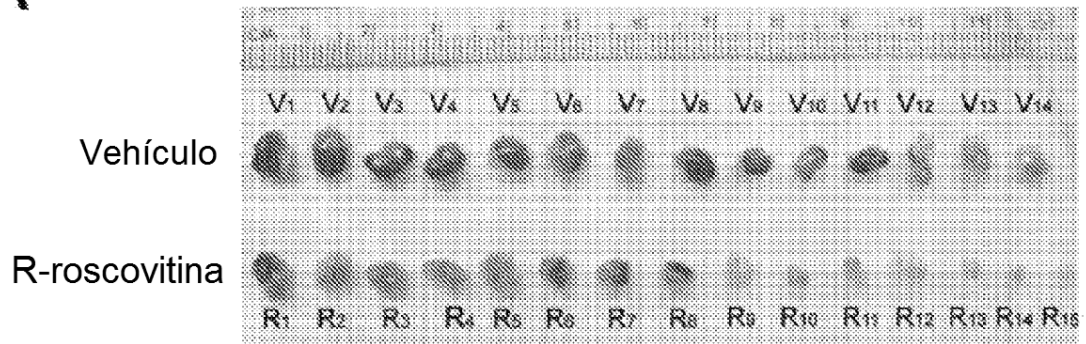 V1 V2 V3 V4 V5 V6 V7 V8 V9 V10 V11 V12 V13 V14
Vehículo
R-roscovitina
R1 R2 R3 R4 R5 R6 R7 R8 R9 R10 R11 R12 R13 R14 R15